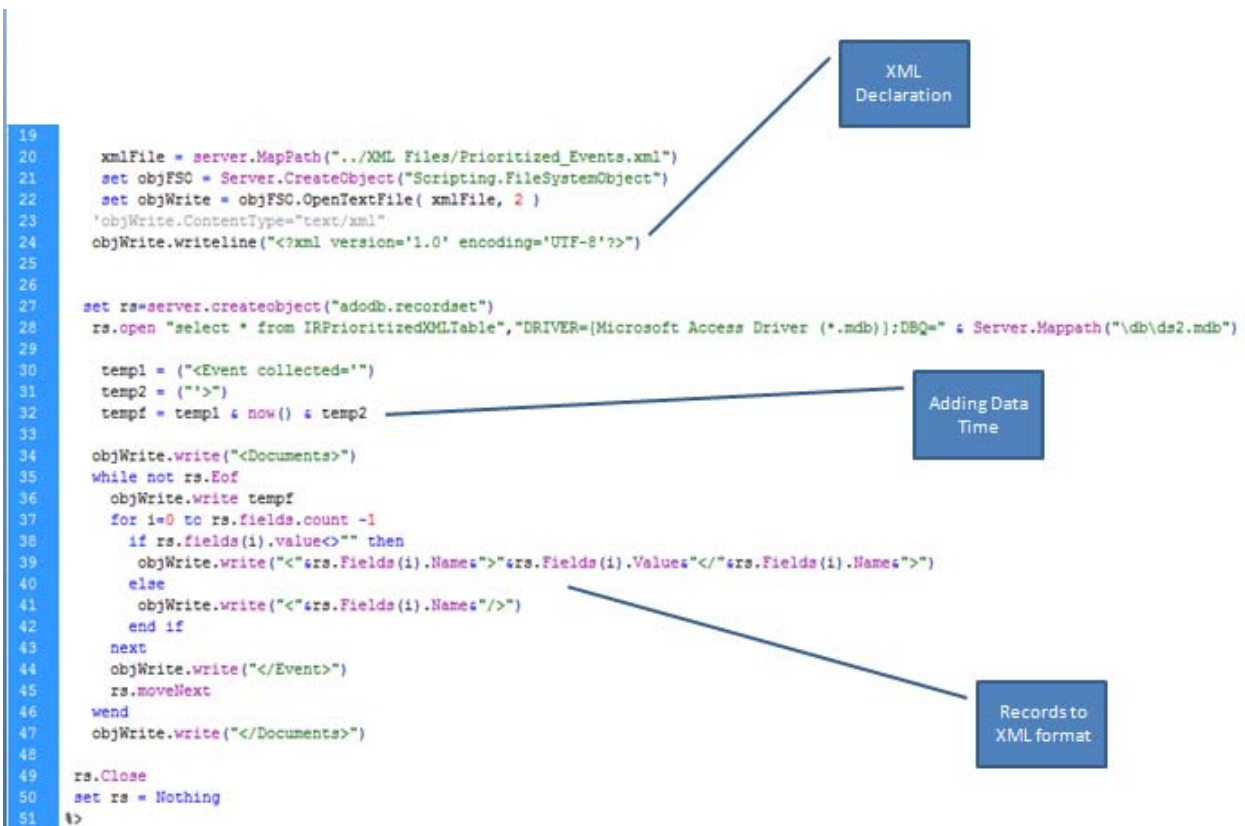 XML
Declaration
19
20 xmlFile = server.MapPath("../XML Files/Prioritized_Events.xml")
21 set objFSO = Server.CreateObject("Scripting.FileSystemObject")
22 set objWrite = objFSO.OpenTextFile( xmlFile, 2 )
23 'objWrite.ContentType="text/xml"
24 objWrite.writeline("<?xml version='1.0' encoding='UTF-8'?>")
25
26
27 set rs=server.createobject("adodb.recordset")
28 rs.open "select * from IRPrioritizedXMLTable","DRIVER={Microsoft Access Driver (*.mdb)};DBQ=" & Server.Mappath("\db\ds2.mdb")
29
30 temp1 = ("<Event collected='")
31 temp2 = ("'>")
32 tempf = temp1 & now() & temp2
Adding Data
Time
33
34 objWrite.write("<Documents>")
35 while not rs.Eof
36 objWrite.write tempf
37 for i=0 to rs.fields.count -1
38 if rs.fields(i).value<>"" then
39 objWrite.write("<"&rs.Fields(i).Name&">"&rs.Fields(i).Value&"</"&rs.Fields(i).Name&">")
40 else
41 objWrite.write("<"&rs.Fields(i).Name&"/>")
42 end if
43 next
44 objWrite.write("</Event>")
45 rs.moveNext
46 wend
47 objWrite.write("</Documents>")
Records to
XML format
48
49 rs.Close
50 set rs = Nothing
51 %>